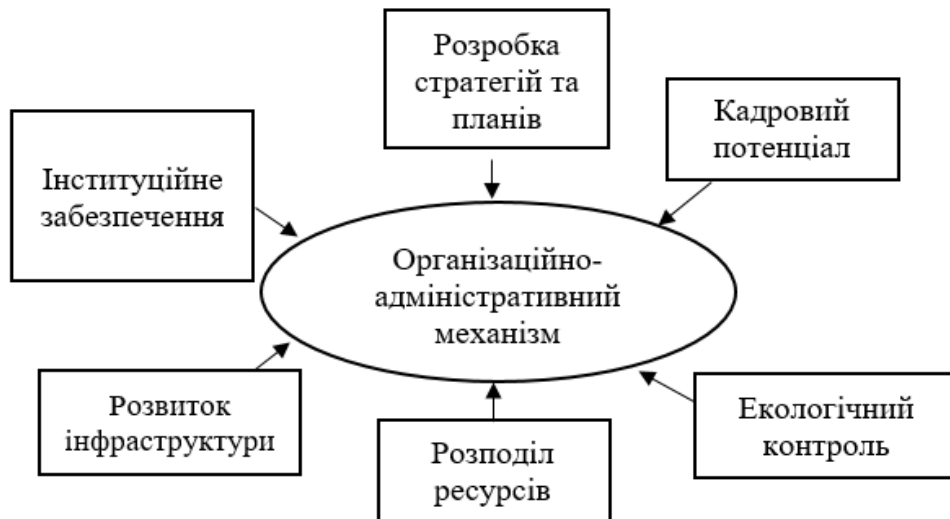 Розробка
стратегій та
планів
Кадровий
потенціал
Інституційне
забезпечення
Організаційно-
адміністративний
механізм
Розвиток
інфраструктури
Розподіл
ресурсів
Екологічний
контроль